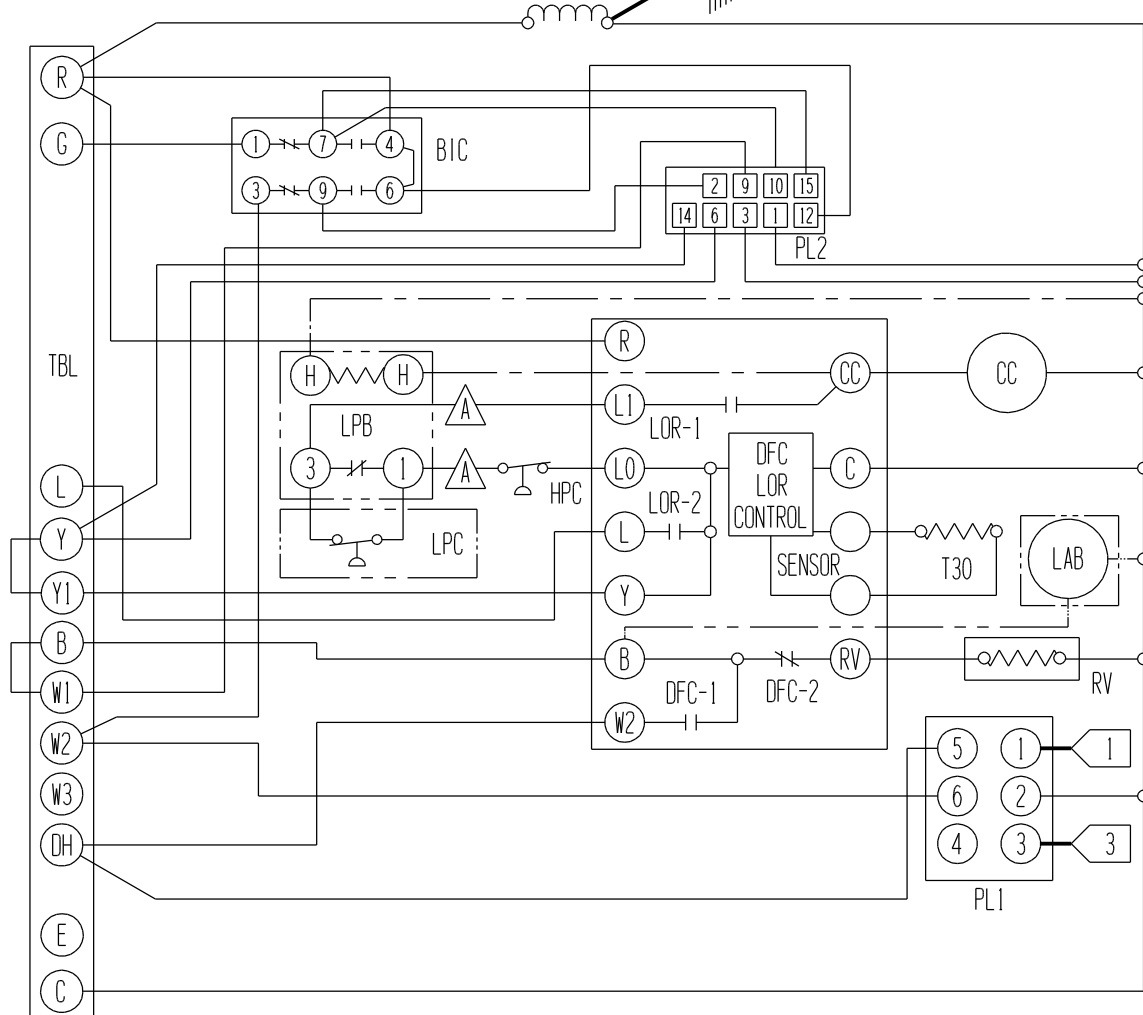 R
G
1
7
4
BIC
3
9
6
2
9
10
15
14
6
3
1
12
PL2
TBL
R
H
H
CC
CC
LPB
A
L1
LOR-1
3
1
A
HPC
LO
LOR-2
DFC
LOR
CONTROL
C
L
LPC
L
SENSOR
T30
LAB
Y
Y1
Y
B
B
DFC-1
DFC-2
RV
RV
W1
W2
W2
5
1
1
W3
6
2
DH
4
3
3
PL1
E
C